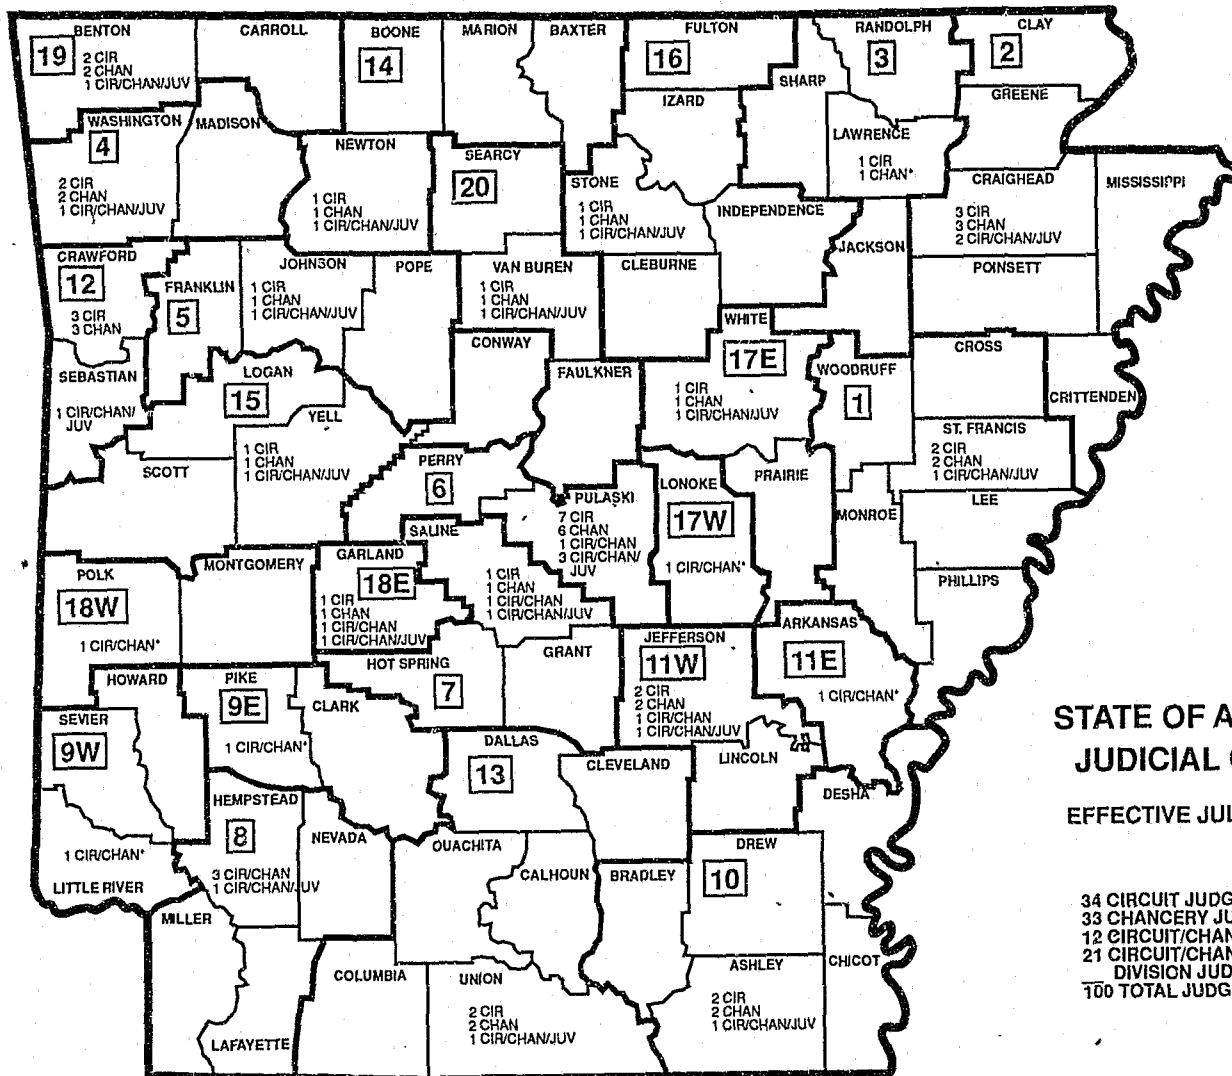 BENTON
19
2 CIR
2 CHAN
1 CIR/CHAN/JUV
CARROLL
BOONE
14
MARION
BAXTER
FULTON
16
SHARP
IZARD
RANDOLPH
3
CLAY
2
GREENE
WASHINGTON
4
2 CIR
2 CHAN
1 CIR/CHAN/JUV
MADISON
NEWTON
1 CIR
1 CHAN
1 CIR/CHAN/JUV
SEARCY
20
STONE
1 CIR
1 CHAN
1 CIR/CHAN/JUV
INDEPENDENCE
LAWRENCE
1 CIR
1 CHAN*
CRAIGHEAD
3 CIR
3 CHAN
2 CIR/CHAN/JUV
MISSISSIPPI
JACKSON
CRAWFORD
12
3 CIR
3 CHAN
FRANKLIN
5
JOHNSON
1 CIR
1 CHAN
1 CIR/CHAN/JUV
POPE
VAN BUREN
1 CIR
1 CHAN
1 CIR/CHAN/JUV
CLEBURNE
POINSETT
WHITE
17E
1 CIR
1 CHAN
1 CIR/CHAN/JUV
CONWAY
FAULKNER
WOODRUFF
1
CROSS
CRITTENDEN
SEBASTIAN
1 CIR/CHAN/
JUV
LOGAN
15
YELL
1 CIR
1 CHAN
1 CIR/CHAN/JUV
ST. FRANCIS
2 CIR
2 CHAN
1 CIR/CHAN/JUV
SCOTT
PERRY
6
PULASKI
7 CIR
6 CHAN
1 CIR/CHAN
3 CIR/CHAN/
JUV
LONOKE
17W
1 CIR/CHAN*
PRAIRIE
MONROE
LEE
PHILLIPS
SALINE
1 CIR
1 CHAN
1 CIR/CHAN
1 CIR/CHAN/JUV
GARLAND
18E
1 CIR
1 CHAN
1 CIR/CHAN
1 CIR/CHAN/JUV
MONTGOMERY
POLK
18W
1 CIR/CHAN*
HOT SPRING
7
GRANT
JEFFERSON
11W
2 CIR
2 CHAN
1 CIR/CHAN
1 CIR/CHAN/JUV
ARKANSAS
11E
1 CIR/CHAN*
HOWARD
PIKE
9E
1 CIR/CHAN*
CLARK
SEVIER
9W
1 CIR/CHAN*
LITTLE RIVER
DALLAS
13
CLEVELAND
LINCOLN
DESHA
HEMPSTEAD
8
3 CIR/CHAN
1 CIR/CHAN/JUV
NEVADA
OUACHITA
CALHOUN
BRADLEY
DREW
10
MILLER
LAFAYETTE
COLUMBIA
UNION
2 CIR
2 CHAN
1 CIR/CHAN/JUV
ASHLEY
2 CIR
2 CHAN
1 CIR/CHAN/JUV
CHICOT
STATE OF A
JUDICIAL
EFFECTIVE JUL
34 CIRCUIT JUDG
33 CHANCERY JU
12 CIRCUIT/CHAN
21 CIRCUIT/CHAN
DIVISION JUD
100 TOTAL JUDG